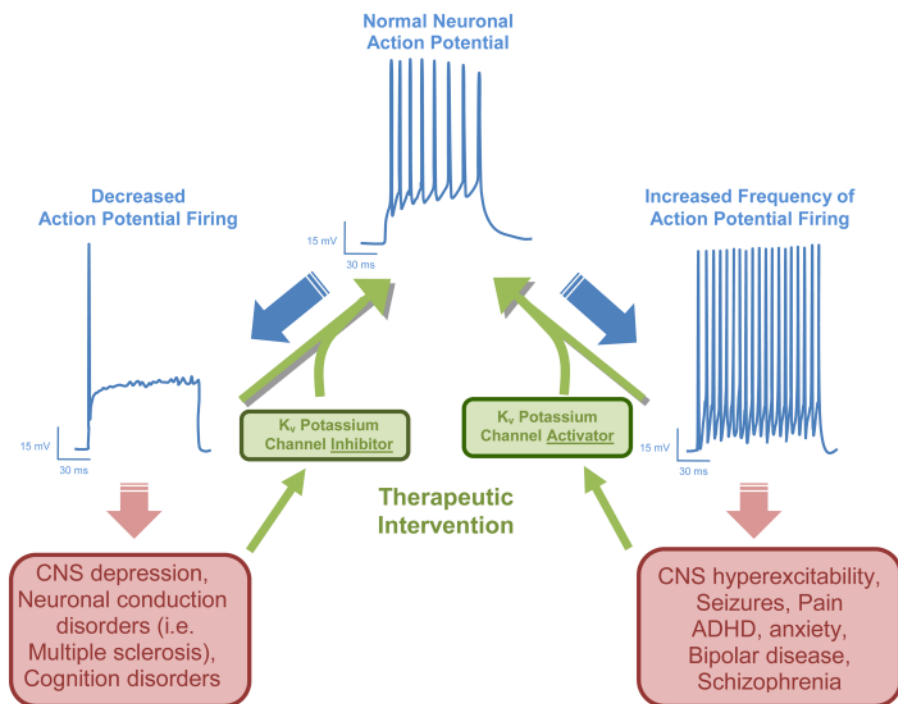 Normal Neuronal
Action Potential
15 mV
30 ms
Decreased
Action Potential Firing
15 mV
30 ms
Increased Frequency of
Action Potential Firing
15 mV
30 ms
Kv Potassium
Channel Inhibitor
Kv Potassium
Channel Activator
Therapeutic
Intervention
CNS depression,
Neuronal conduction
disorders (i.e.
Multiple sclerosis),
Cognition disorders
CNS hyperexcitability,
Seizures, Pain
ADHD, anxiety,
Bipolar disease,
Schizophrenia